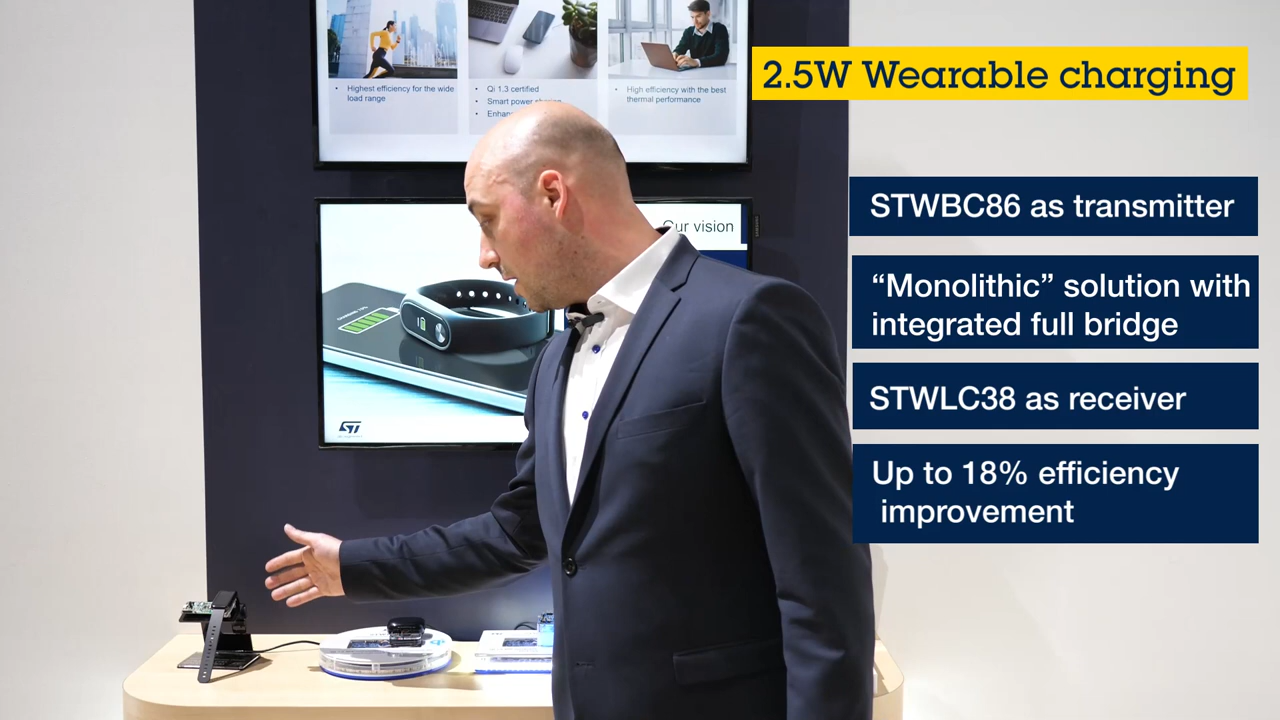 Highest efficiency for the wide
load range
Qi 1.3 certified
Smart power
Enhan
High efficiency with the best
thermal performance
2.5W Wearable charging
Our vision
STWBC86 as transmitter
“Monolithic” solution with
integrated full bridge
STWLC38 as receiver
Up to 18% efficiency
improvement
ST